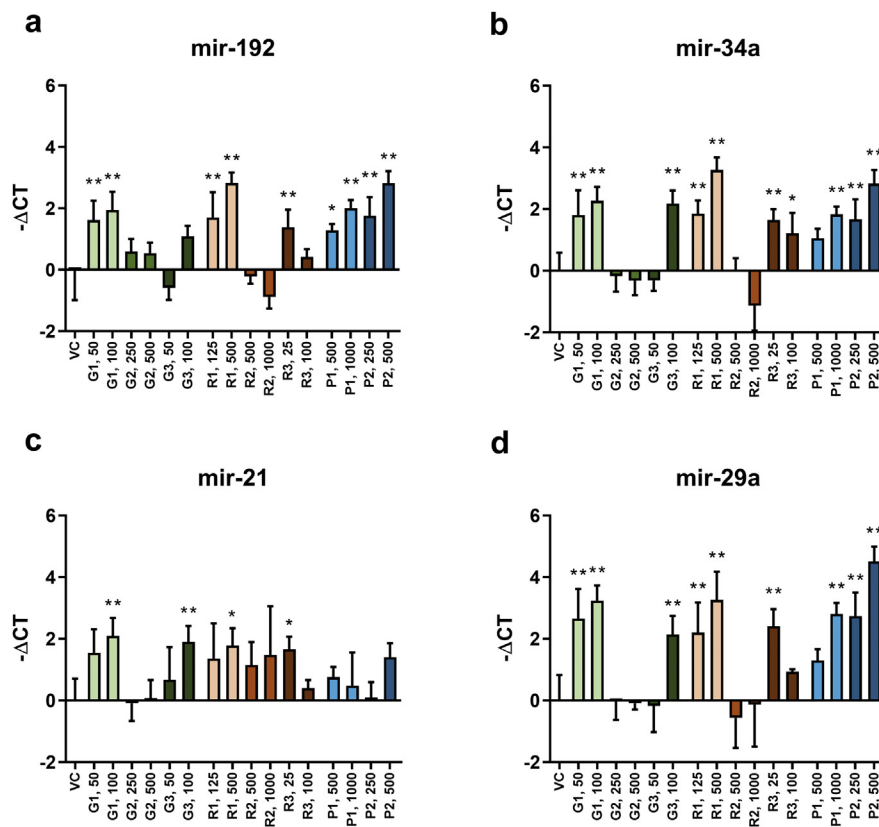 a
mir-192
6
4
2
0
-2
-ΔCT
** ** ** ** ** * ** ** **
VC G1, 50 G1, 100 G2, 250 G2, 500 G3, 50 G3, 100 R1, 125 R1, 500 R2, 500 R2, 1000 R3, 25 R3, 100 P1, 500 P1, 1000 P2, 250 P2, 500
b
mir-34a
6
4
2
0
-2
-ΔCT
** ** ** ** ** ** * ** ** **
VC G1, 50 G1, 100 G2, 250 G2, 500 G3, 50 G3, 100 R1, 125 R1, 500 R2, 500 R2, 1000 R3, 25 R3, 100 P1, 500 P1, 1000 P2, 250 P2, 500
c
mir-21
6
4
2
0
-2
-ΔCT
** ** * *
VC G1, 50 G1, 100 G2, 250 G2, 500 G3, 50 G3, 100 R1, 125 R1, 500 R2, 500 R2, 1000 R3, 25 R3, 100 P1, 500 P1, 1000 P2, 250 P2, 500
d
mir-29a
6
4
2
0
-2
-ΔCT
** ** ** ** ** ** ** ** **
VC G1, 50 G1, 100 G2, 250 G2, 500 G3, 50 G3, 100 R1, 125 R1, 500 R2, 500 R2, 1000 R3, 25 R3, 100 P1, 500 P1, 1000 P2, 250 P2, 500